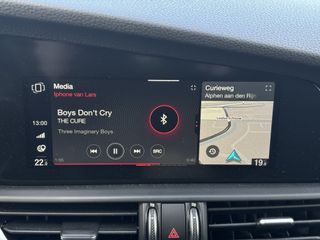 Media
Iphone van Lars
Boys Don't Cry
THE CURE
Three Imaginary Boys
13:00
22
SRC
Curieweg
Alphen aan den Rijn
19